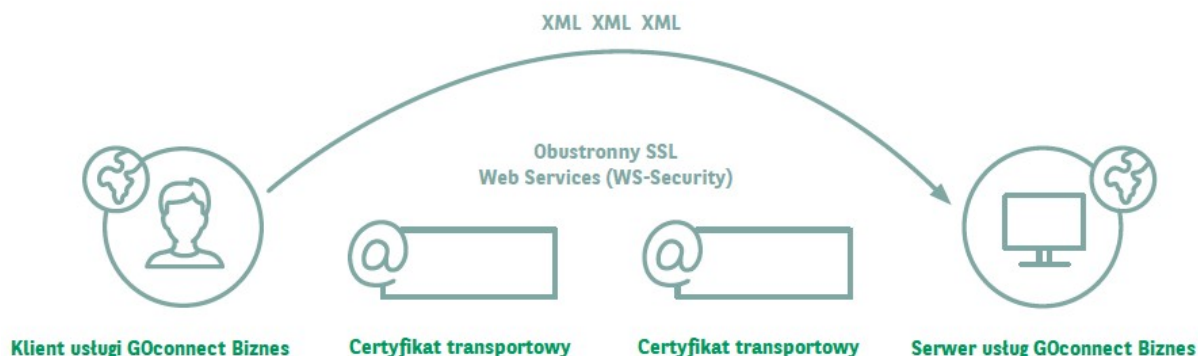 XML XML XML
Obustronny SSL
Web Services (WS-Security)
Klient usługi GOconnect Biznes
Certyfikat transportowy
Certyfikat transportowy
Serwer usług GOconnect Biznes